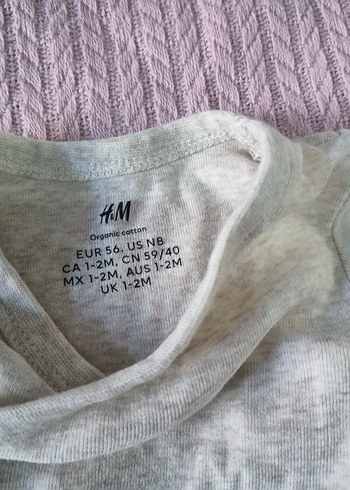 H&M
Organic cotton
EUR 56, US NB
CA 1-2M, CN 59/40
MX 1-2M, AUS 1-2M
UK 1-2M